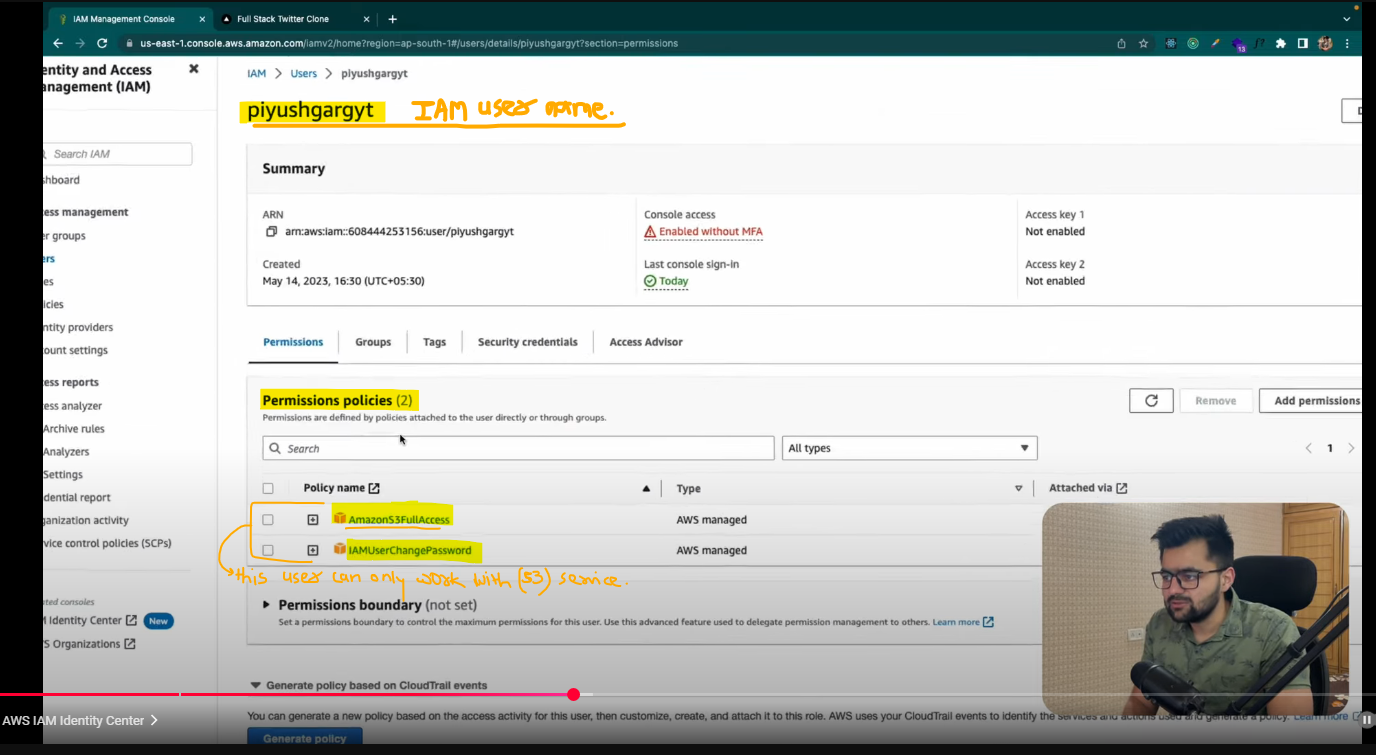 IAM Management Console
Full Stack Twitter Clone
us-east-1.console.aws.amazon.com/iamv2/home?region=ap-south-1#/users/details/piyushgargyt?section=permissions
13
entity and Access
anagement (IAM)
IAM > Users > piyushgargyt
piyushgargyt IAM user name.
Search IAM
Summary
shboard
ess management
er groups
ers
es
icies
ntity providers
ount settings
ARN
arn:aws:iam::608444253156:user/piyushgargyt
Created
May 14, 2023, 16:30 (UTC+05:30)
Console access
Enabled without MFA
Last console sign-in
Today
Access key 1
Not enabled
Access key 2
Not enabled
Permissions Groups Tags Security credentials Access Advisor
ess reports
ess analyzer
Archive rules
Analyzers
Settings
dential report
ganization activity
vice control policies (SCPs)
Permissions policies (2)
Permissions are defined by policies attached to the user directly or through groups.
Remove
Add permissions
Search
All types
1
Policy name Type Attached via
AmazonS3FullAccess AWS managed
IAMUserChangePassword AWS managed
this user can only work with (S3) service.
ated consoles
M Identity Center New
S Organizations
Permissions boundary (not set)
Set a permissions boundary to control the maximum permissions for this user. Use this advanced feature used to delegate permission management to others. Learn more
Generate policy based on CloudTrail events
You can generate a new policy based on the access activity for this user, then customize, create, and attach it to this role. AWS uses your CloudTrail events to identify the services and actions used and generate a policy. Learn more
Generate policy
AWS IAM Identity Center >